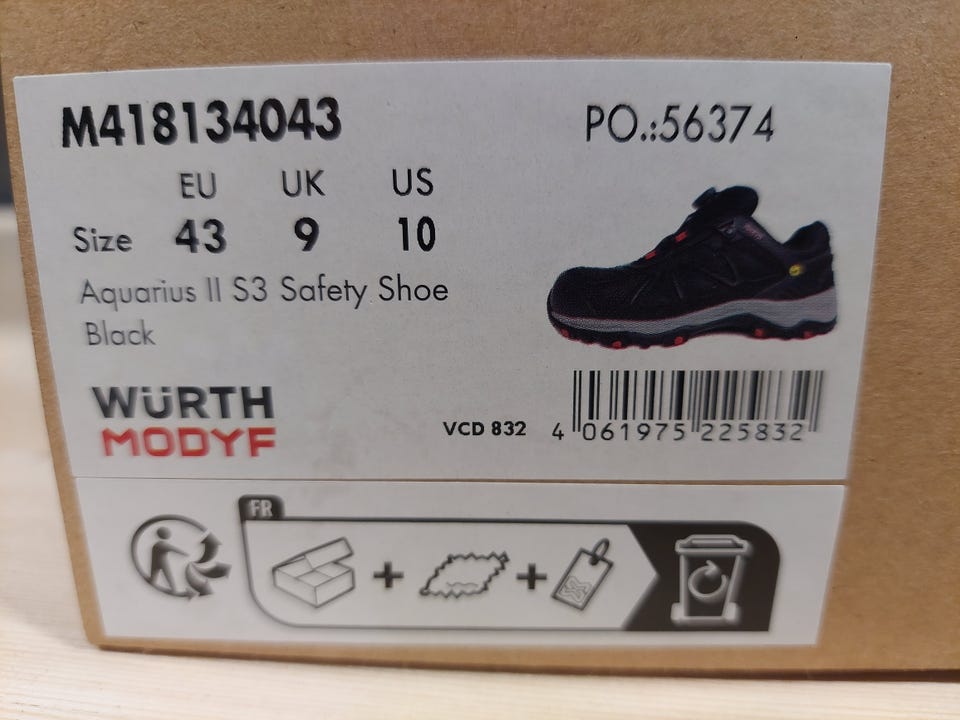 M418134043
PO.:56374
EU UK US
Size 43 9 10
Aquarius II S3 Safety Shoe
Black
WÜRTH
MODYF
VCD 832
4 061975 225832
FR